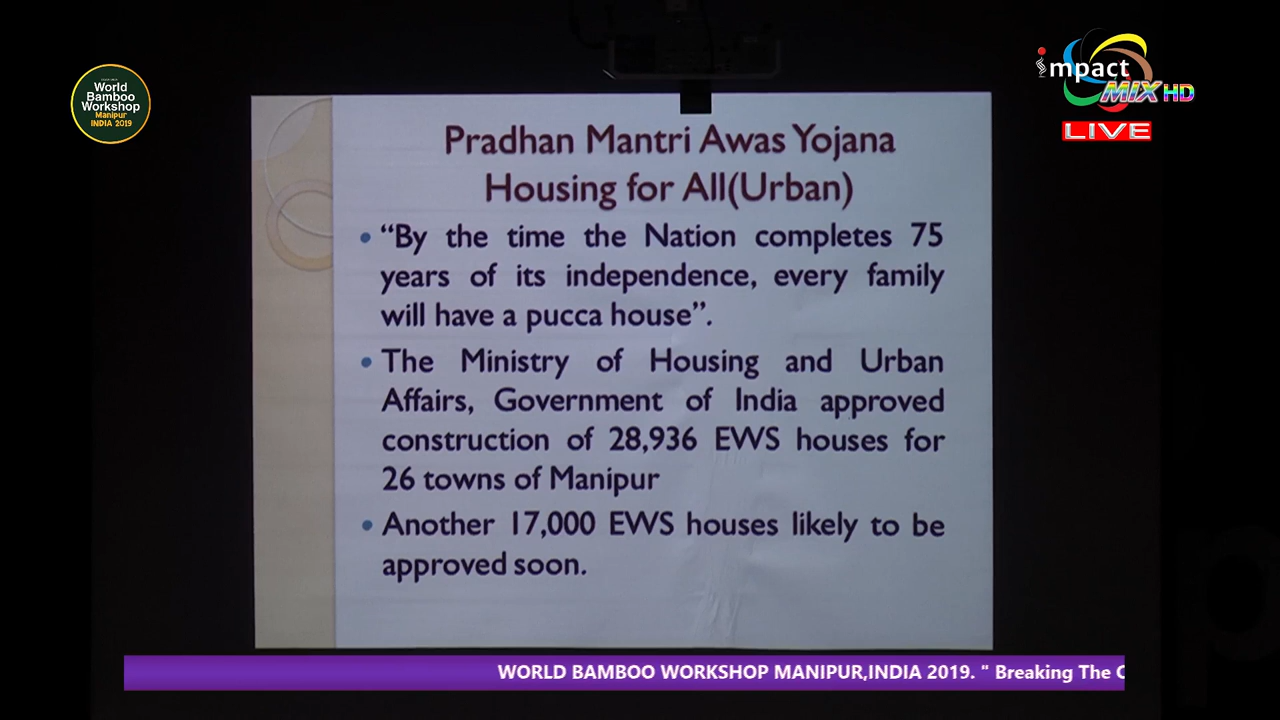 World
Bamboo
Workshop
Manipur
INDIA 2019
impact
MIX HD
LIVE
Pradhan Mantri Awas Yojana
Housing for All(Urban)
• “By the time the Nation completes 75
years of its independence, every family
will have a pucca house”.
• The Ministry of Housing and Urban
Affairs, Government of India approved
construction of 28,936 EWS houses for
26 towns of Manipur
• Another 17,000 EWS houses likely to be
approved soon.
WORLD BAMBOO WORKSHOP MANIPUR,INDIA 2019. " Breaking The